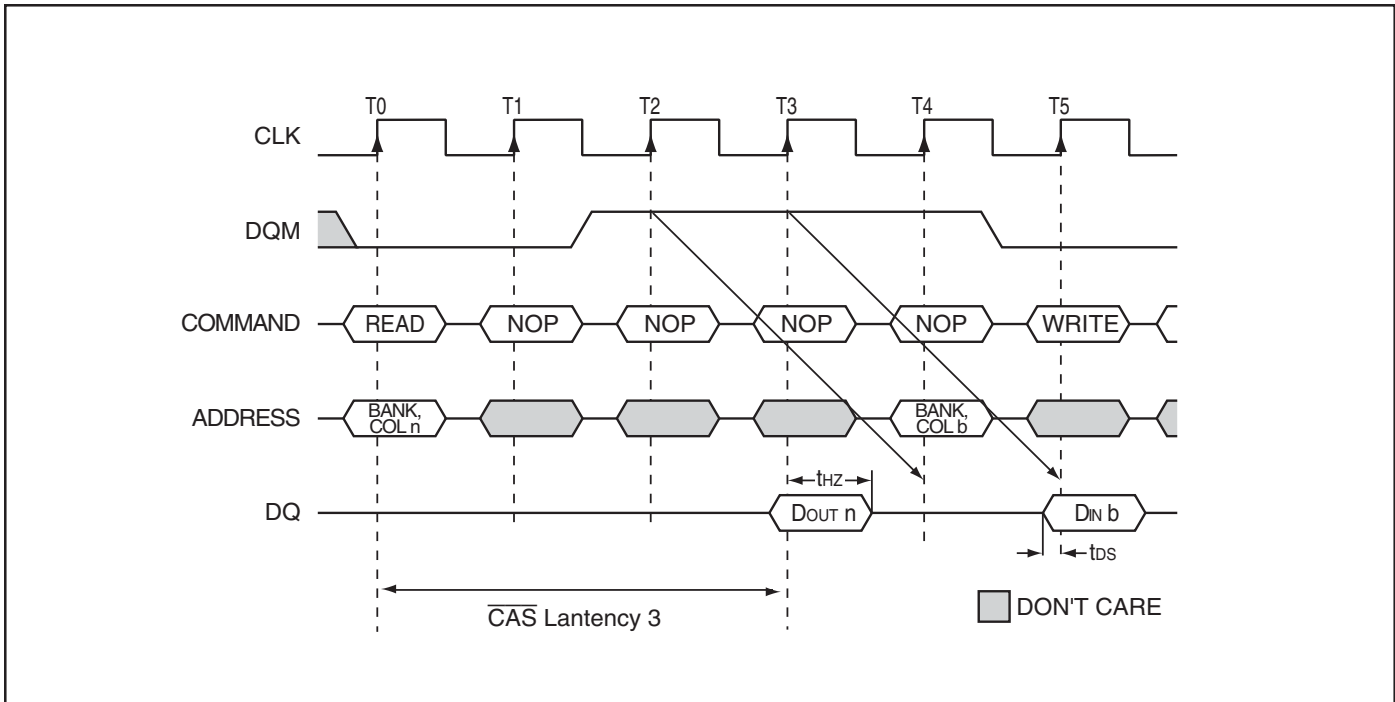 T0 T1 T2 T3 T4 T5
CLK
DQM
COMMAND READ NOP NOP NOP NOP WRITE
ADDRESS BANK, COL n BANK, COL b
tHZ
DQ DOUT n DIN b
tDS
CAS Lantency 3
DON'T CARE